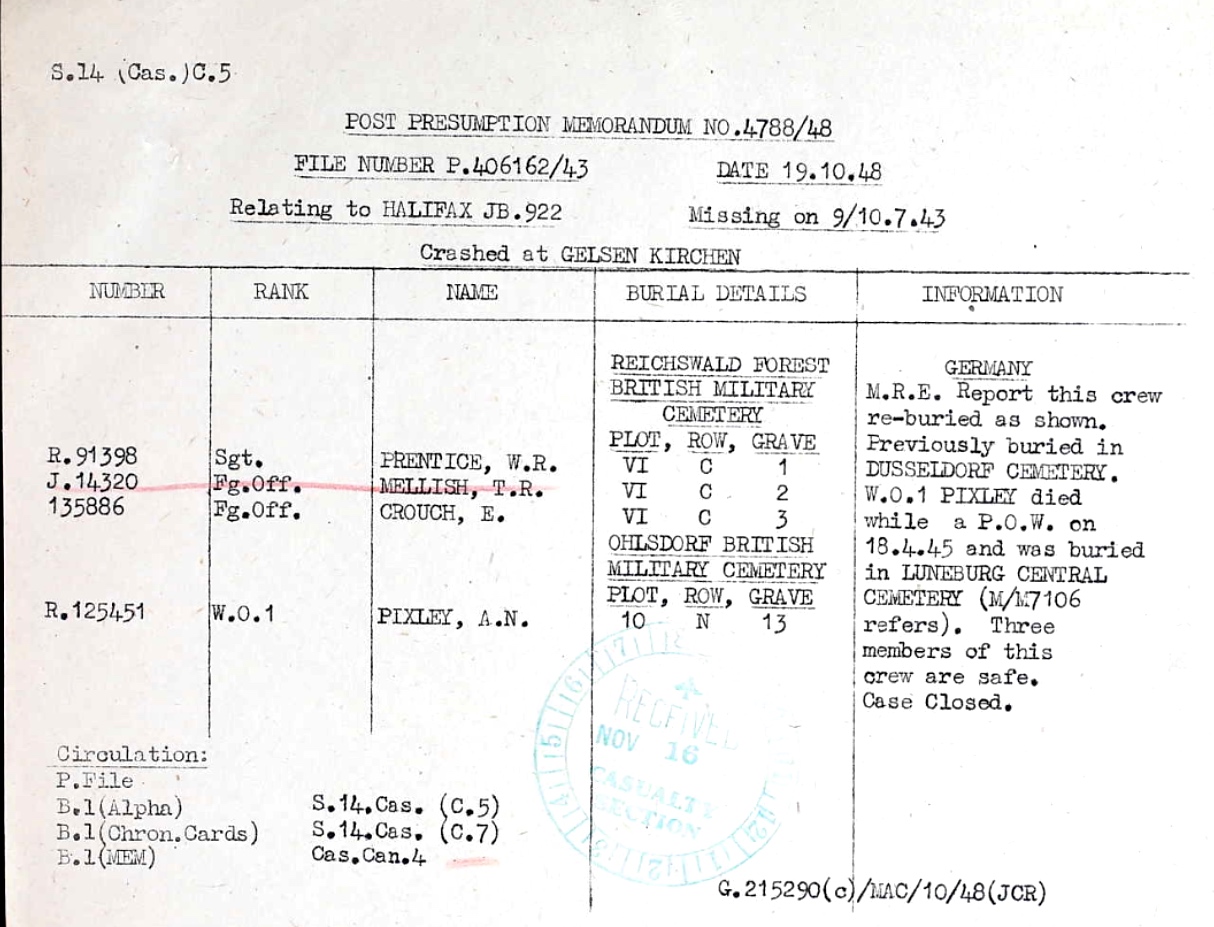 S.14 (Cas.)C.5
POST PRESUMPTION MEMORANDUM NO.4788/48
FILE NUMBER P.406162/43 DATE 19.10.48
Relating to HALIFAX JB.922 Missing on 9/10.7.43
Crashed at GELSEN KIRCHEN
NUMBER RANK NAME BURIAL DETAILS INFORMATION
REICHSWALD FOREST
BRITISH MILITARY
CEMETERY
PLOT, ROW, GRAVE
R.91398 Sgt. PRENTICE, W.R. VI C 1
J.14320 Fg.Off. MELLISH, T.R. VI C 2
135886 Fg.Off. CROUCH, E. VI C 3
OHLSDORF BRITISH
MILITARY CEMETERY
PLOT, ROW, GRAVE
R.125451 W.O.1 PIXLEY, A.N. 10 N 13
GERMANY
M.R.E. Report this crew
re-buried as shown.
Previously buried in
DUSSELDORF CEMETERY.
W.O.1 PIXLEY died
while a P.O.W. on
18.4.45 and was buried
in LUNEBURG CENTRAL
CEMETERY (M/M7106
refers). Three
members of this
crew are safe.
Case Closed.
RECEIVED
NOV 16
CASUALTY
SECTION
Circulation:
P.File
B.1(Alpha) S.14.Cas. (C.5)
B.1(Chron.Cards) S.14.Cas. (C.7)
B.1(MEM) Cas.Can.4
G.215290(c)/MAC/10/48(JCR)